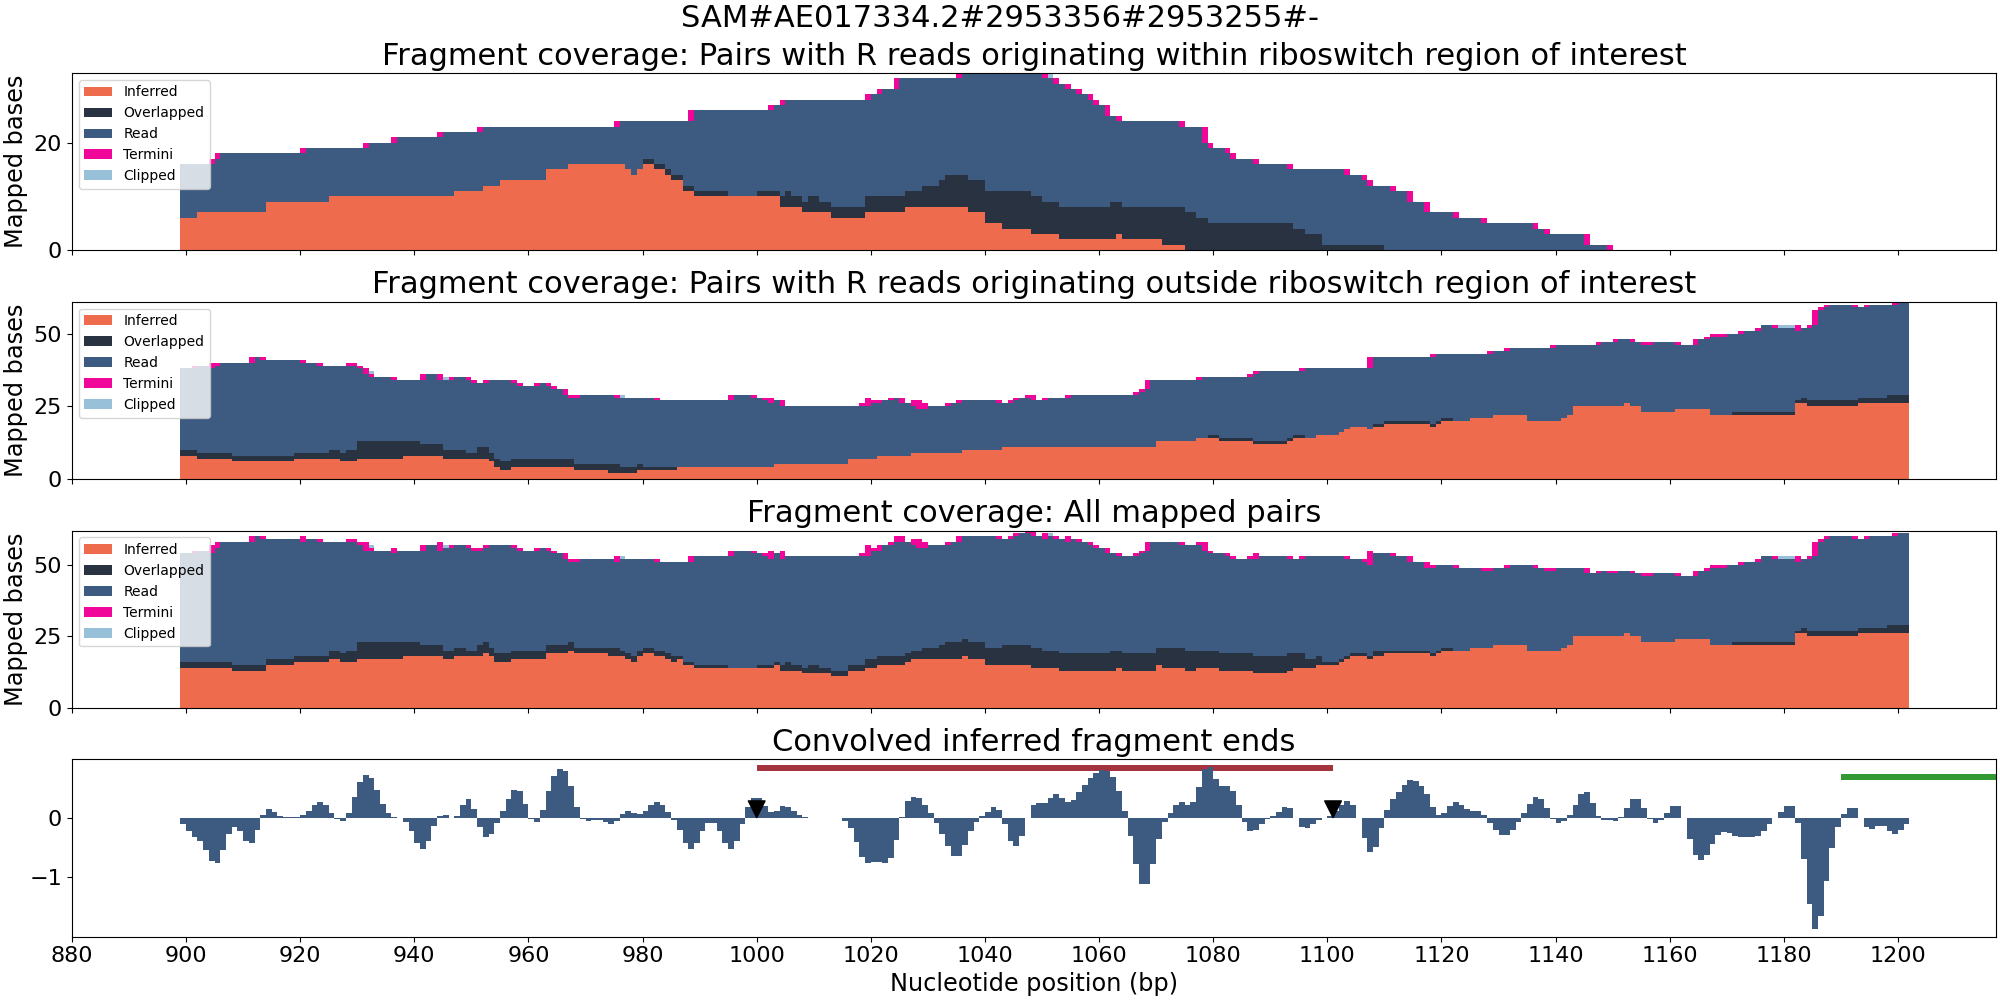 SAM#AE017334.2#2953356#2953255#-
Fragment coverage: Pairs with R reads originating within riboswitch region of interest
Mapped bases
20
0
Inferred
Overlapped
Read
Termini
Clipped
Fragment coverage: Pairs with R reads originating outside riboswitch region of interest
Mapped bases
50
25
0
Inferred
Overlapped
Read
Termini
Clipped
Fragment coverage: All mapped pairs
Mapped bases
50
25
0
Inferred
Overlapped
Read
Termini
Clipped
Convolved inferred fragment ends
0
−1
880 900 920 940 960 980 1000 1020 1040 1060 1080 1100 1120 1140 1160 1180 1200
Nucleotide position (bp)